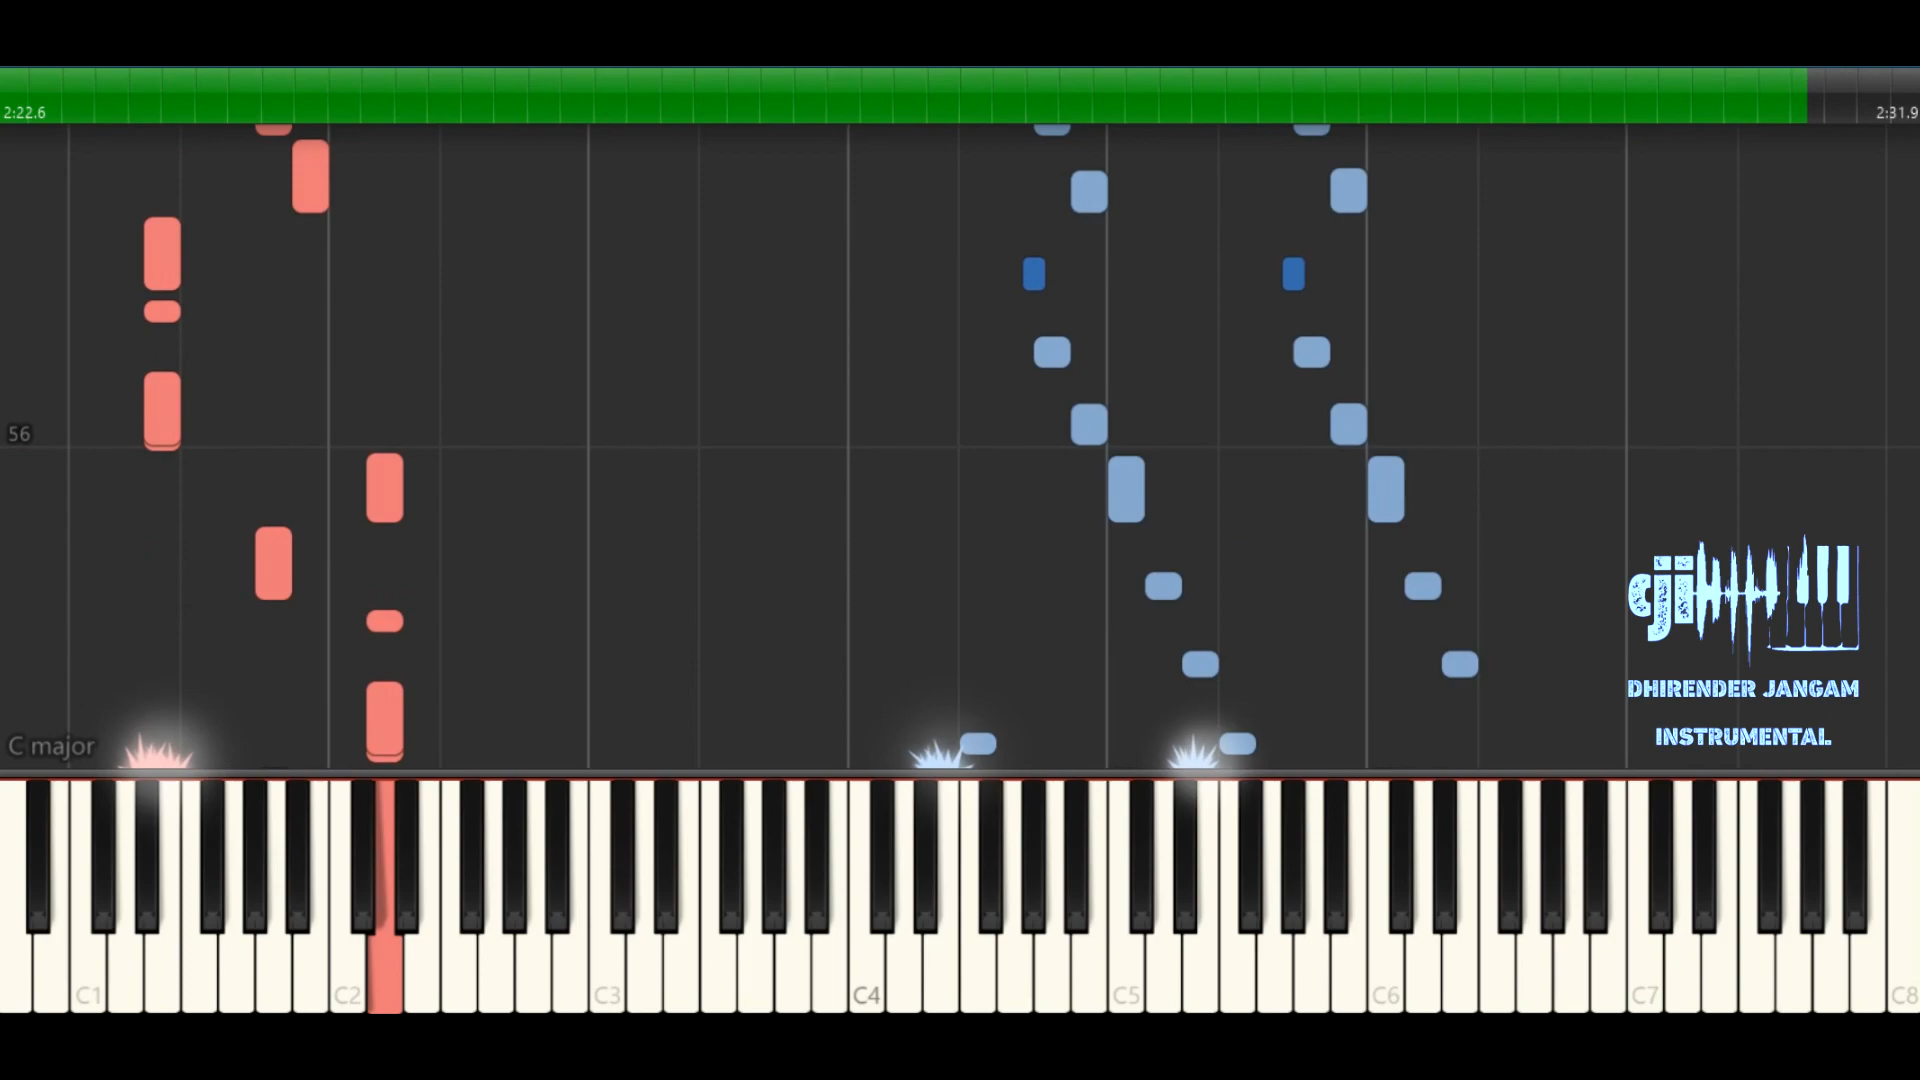 2:22.6
2:31.9
56
C major
dji
DHIRENDER JANGAM
INSTRUMENTAL
C1 C2 C3 C4 C5 C6 C7 C8